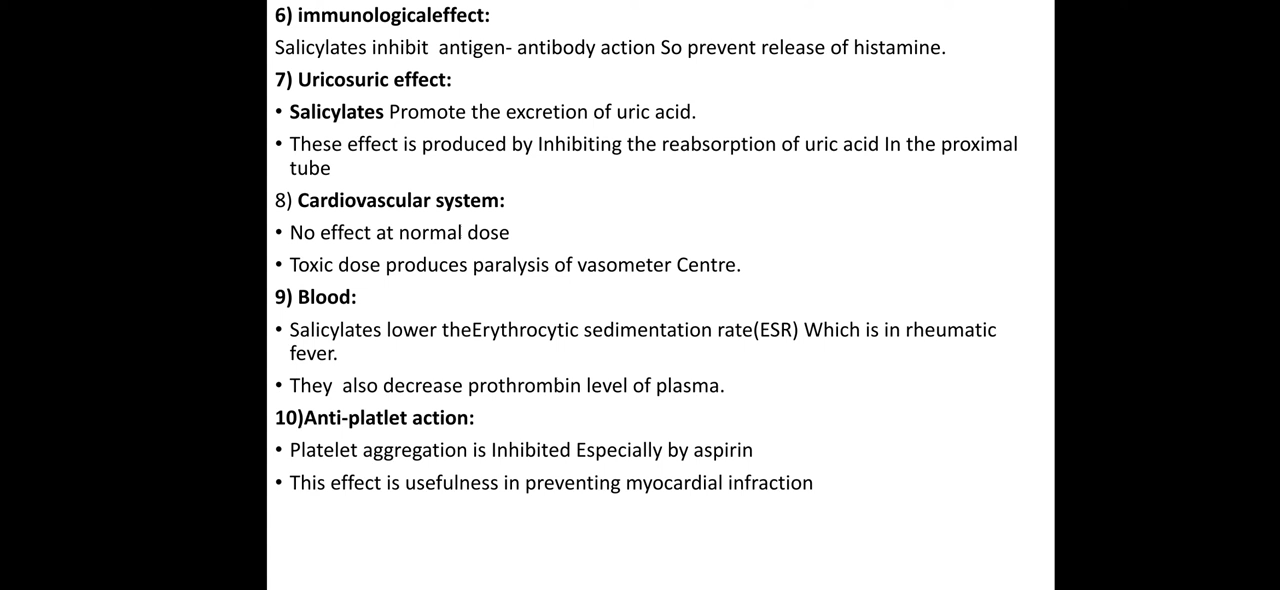 6) immunologicaleffect:
Salicylates inhibit  antigen- antibody action So prevent release of histamine.
7) Uricosuric effect:
• Salicylates Promote the excretion of uric acid.
• These effect is produced by Inhibiting the reabsorption of uric acid In the proximal
tube
8) Cardiovascular system:
• No effect at normal dose
• Toxic dose produces paralysis of vasometer Centre.
9) Blood:
• Salicylates lower theErythrocytic sedimentation rate(ESR) Which is in rheumatic
fever.
• They  also decrease prothrombin level of plasma.
10)Anti-platlet action:
• Platelet aggregation is Inhibited Especially by aspirin
• This effect is usefulness in preventing myocardial infraction